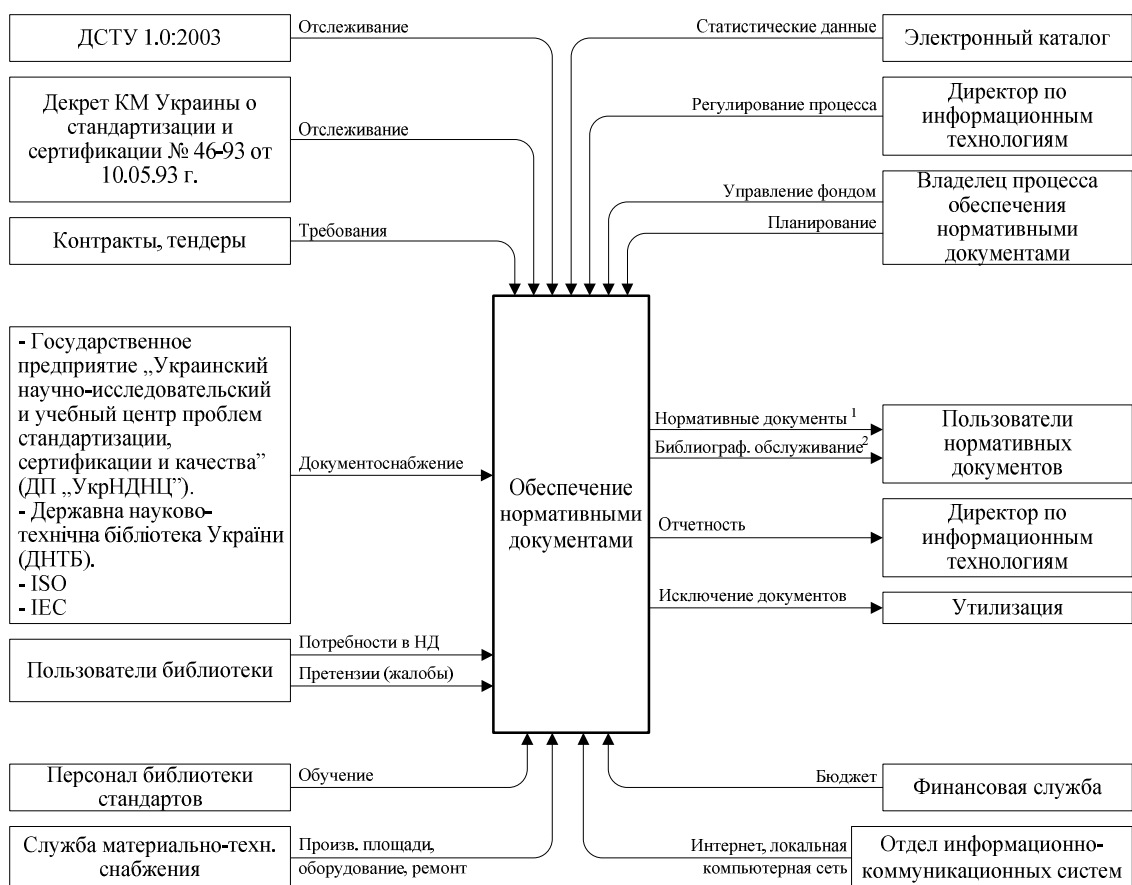 ДСТУ 1.0:2003
Отслеживание
Статистические данные
Электронный каталог
Декрет КМ Украины о
стандартизации и
сертификации № 46-93 от
10.05.93 г.
Отслеживание
Регулирование процесса
Директор по
информационным
технологиям
Контракты, тендеры
Требования
Управление фондом
Планирование
Владелец процесса
обеспечения
нормативными
документами
- Государственное
предприятие „Украинский
научно-исследовательский
и учебный центр проблем
стандартизации,
сертификации и качества”
(ДП „УкрНДНЦ”).
- Державна науково-
технічна бібліотека України
(ДНТБ).
- ISO
- IEC
Документоснабжение
Пользователи библиотеки
Потребности в НД
Претензии (жалобы)
Обеспечение
нормативными
документами
Нормативные документы 1
Библиограф. обслуживание2
Пользователи
нормативных
документов
Отчетность
Директор по
информационным
технологиям
Исключение документов
Утилизация
Персонал библиотеки
стандартов
Обучение
Бюджет
Финансовая служба
Служба материально-техн.
снабжения
Произв. площади,
оборудование, ремонт
Интернет, локальная
компьютерная сеть
Отдел информационно-
коммуникационных систем